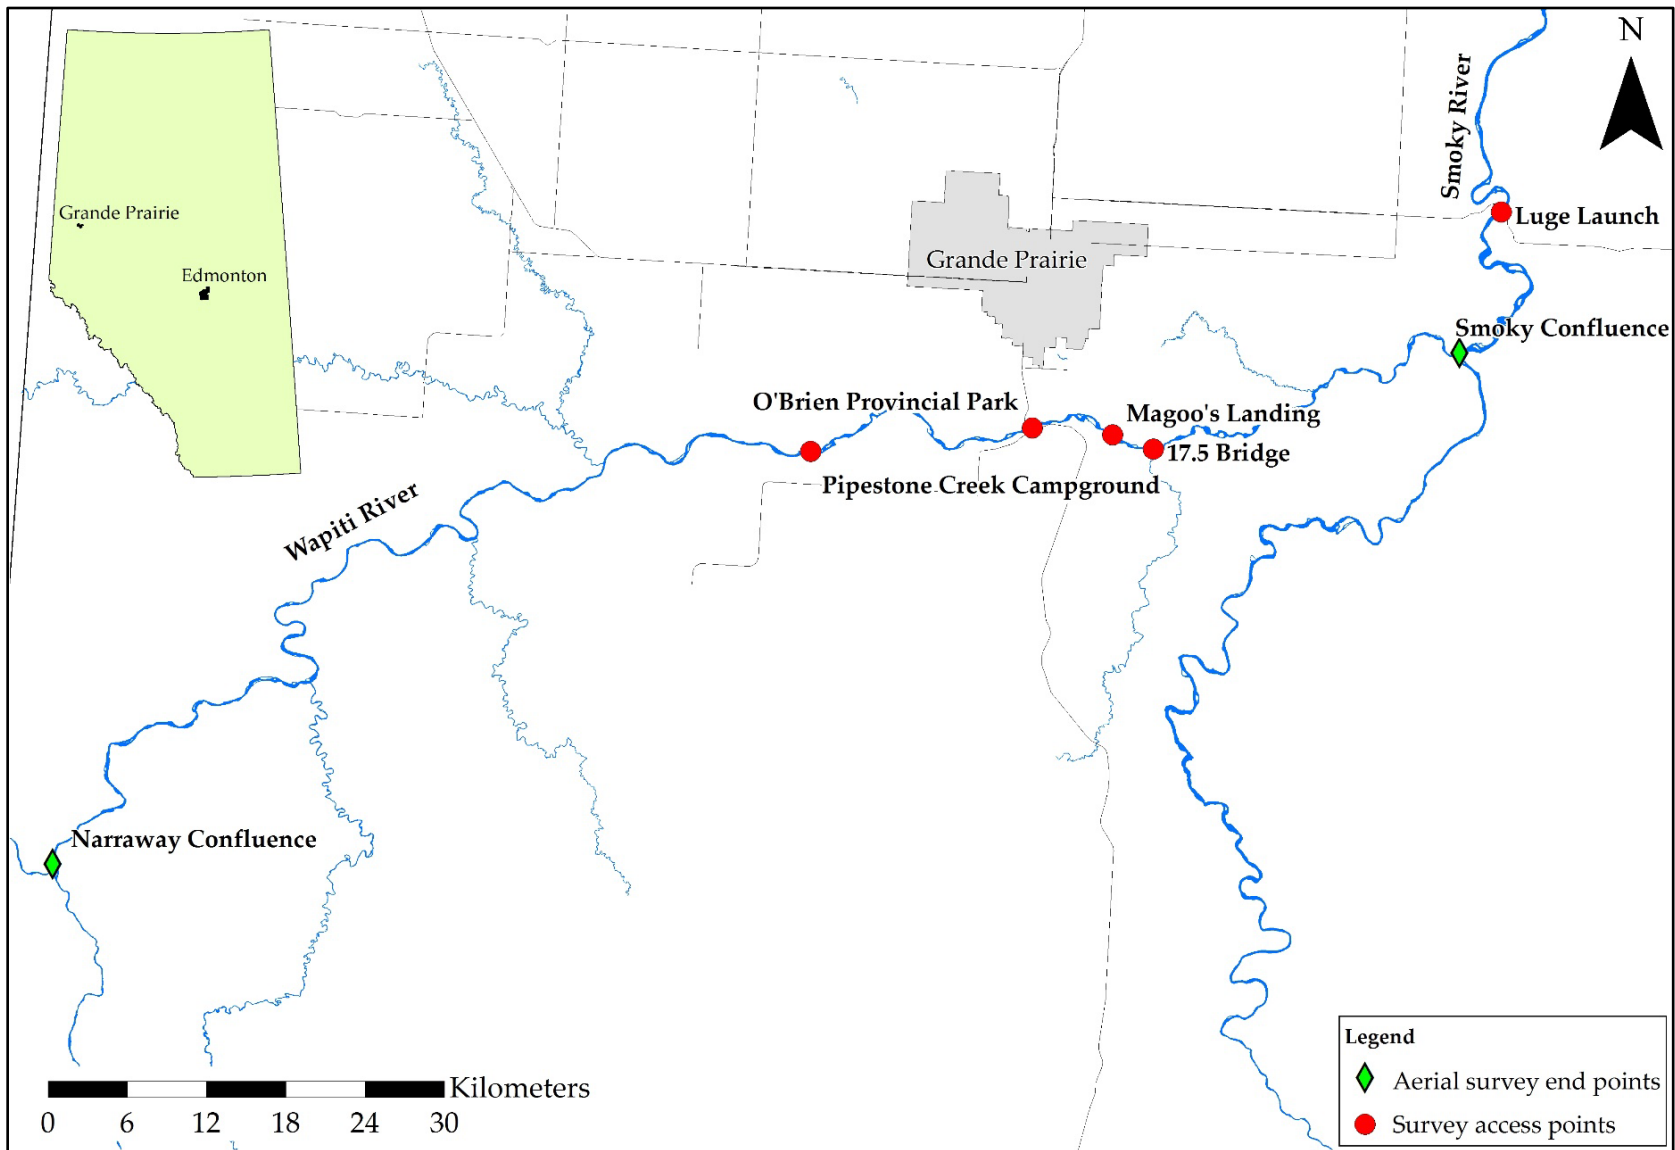 N
Smoky River
Grande Prairie
Luge Launch
Grande Prairie
Edmonton
Smoky Confluence
O'Brien Provincial Park
Magoo's Landing
17.5 Bridge
Pipestone Creek Campground
Wapiti River
Narraway Confluence
Legend
Aerial survey end points
Survey access points
Kilometers
0 6 12 18 24 30